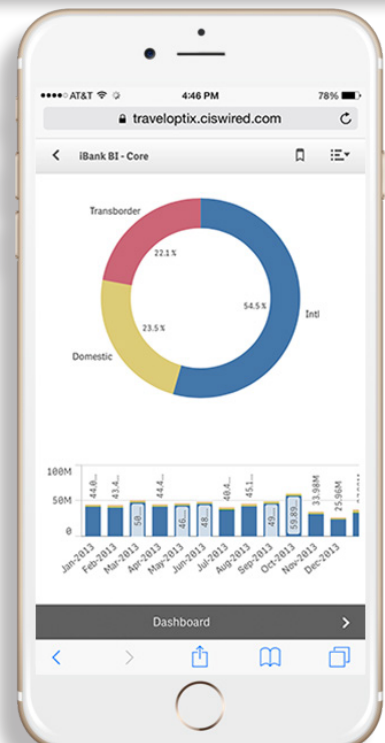 AT&T 4:46 PM 78%
traveloptix.ciswired.com
iBank BI - Core
Transborder
22.1 %
54.5 %
Intl
23.5 %
Domestic
100M
50M
0
44.0...
43.4...
50...
44.4...
46...
48...
40.4...
45.1...
49...
59.89...
33.98M
25.96M
Jan-2013
Feb-2013
Mar-2013
Apr-2013
May-2013
Jun-2013
Jul-2013
Aug-2013
Sep-2013
Oct-2013
Nov-2013
Dec-2013
Dashboard